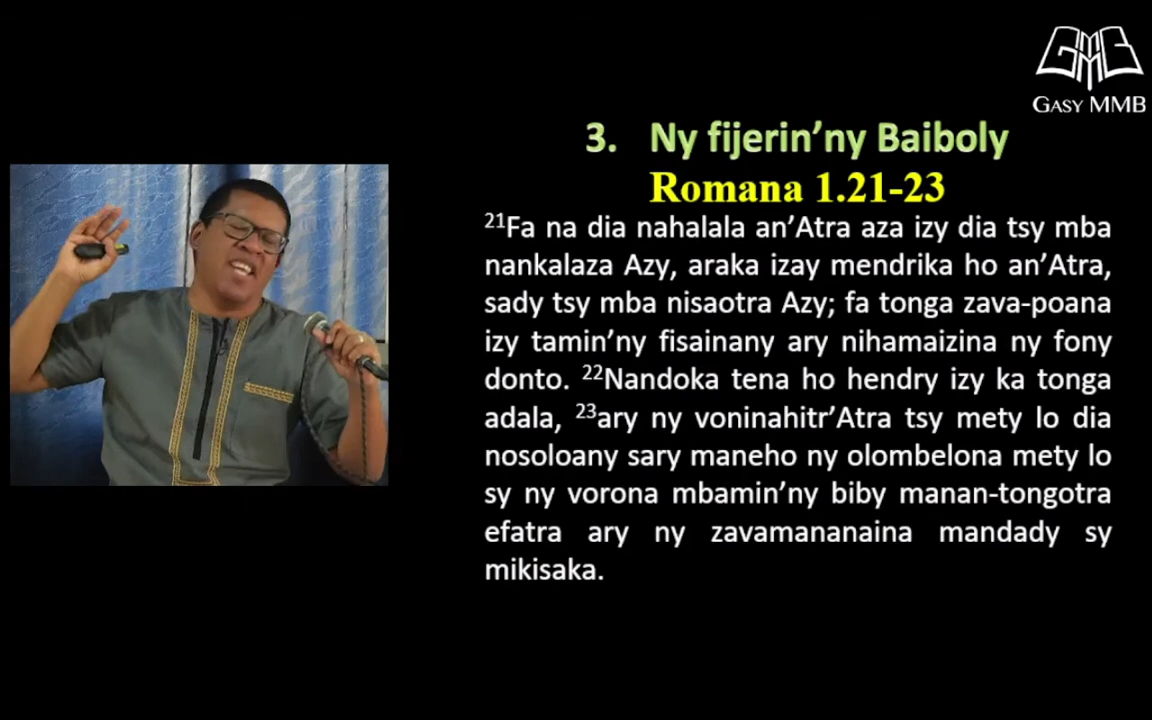 GMMB
GASY MMB
3. Ny fijerin’ny Baiboly
Romana 1.21-23
²¹Fa na dia nahalala an’Atra aza izy dia tsy mba
nankalaza Azy, araka izay mendrika ho an’Atra,
sady tsy mba nisaotra Azy; fa tonga zava-poana
izy tamin’ny fisainany ary nihamaizina ny fony
donto. ²²Nandoka tena ho hendry izy ka tonga
adala, ²³ary ny voninahitr’Atra tsy mety lo dia
nosoloany sary maneho ny olombelona mety lo
sy ny vorona mbamin’ny biby manan-tongotra
efatra ary ny zavamananaina mandady sy
mikisaka.